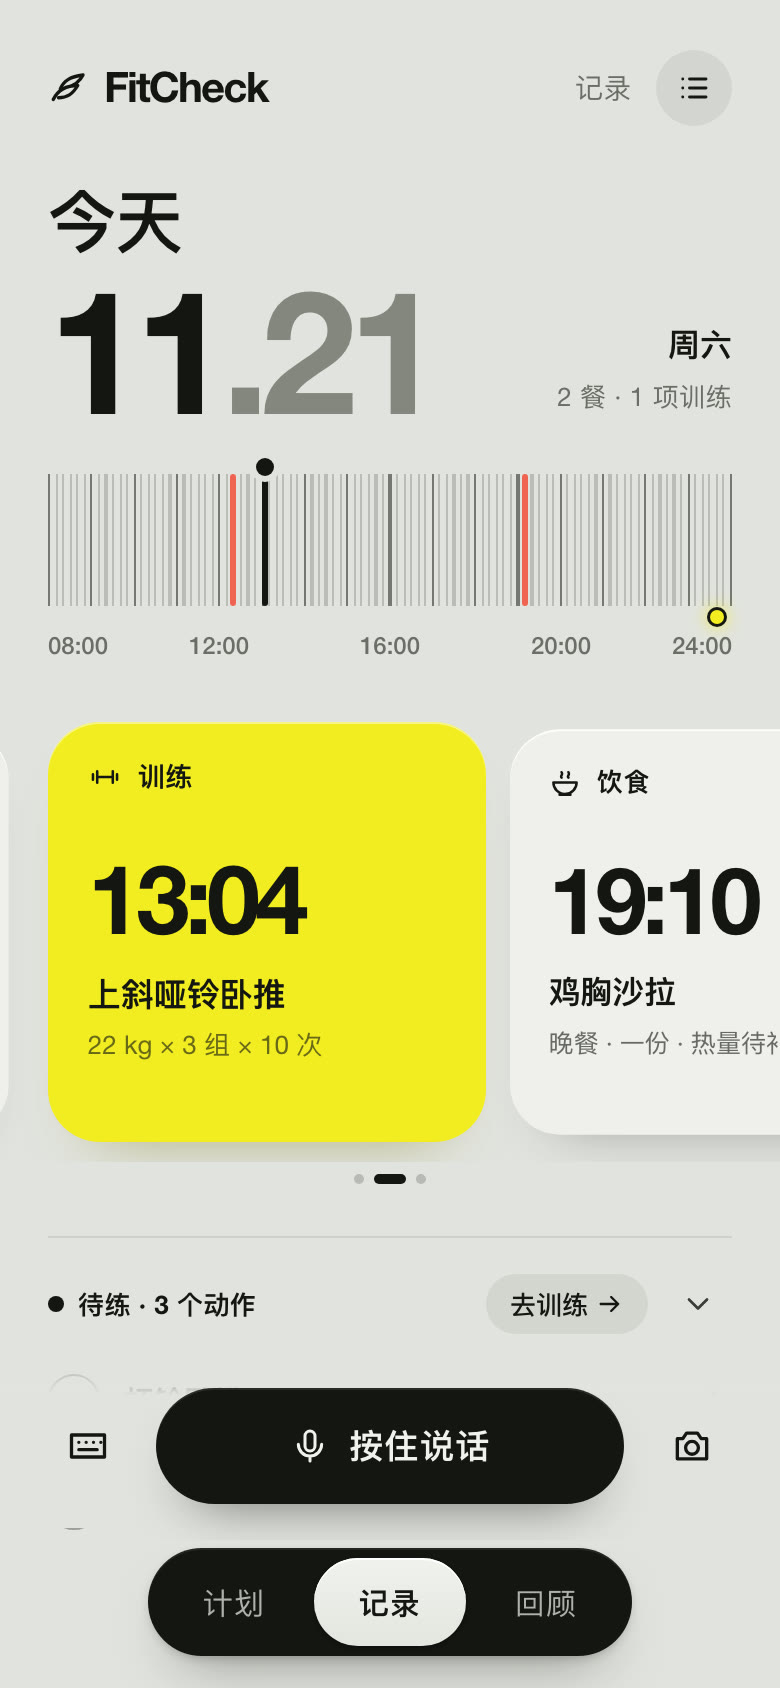 FitCheck
记录
今天
11.21
周六
2 餐 · 1 项训练
08:00 12:00 16:00 20:00 24:00
训练
13:04
上斜哑铃卧推
22 kg × 3 组 × 10 次
饮食
19:10
鸡胸沙拉
晚餐 · 一份 · 热量待
待练 · 3 个动作
去训练 →
按住说话
计划 记录 回顾